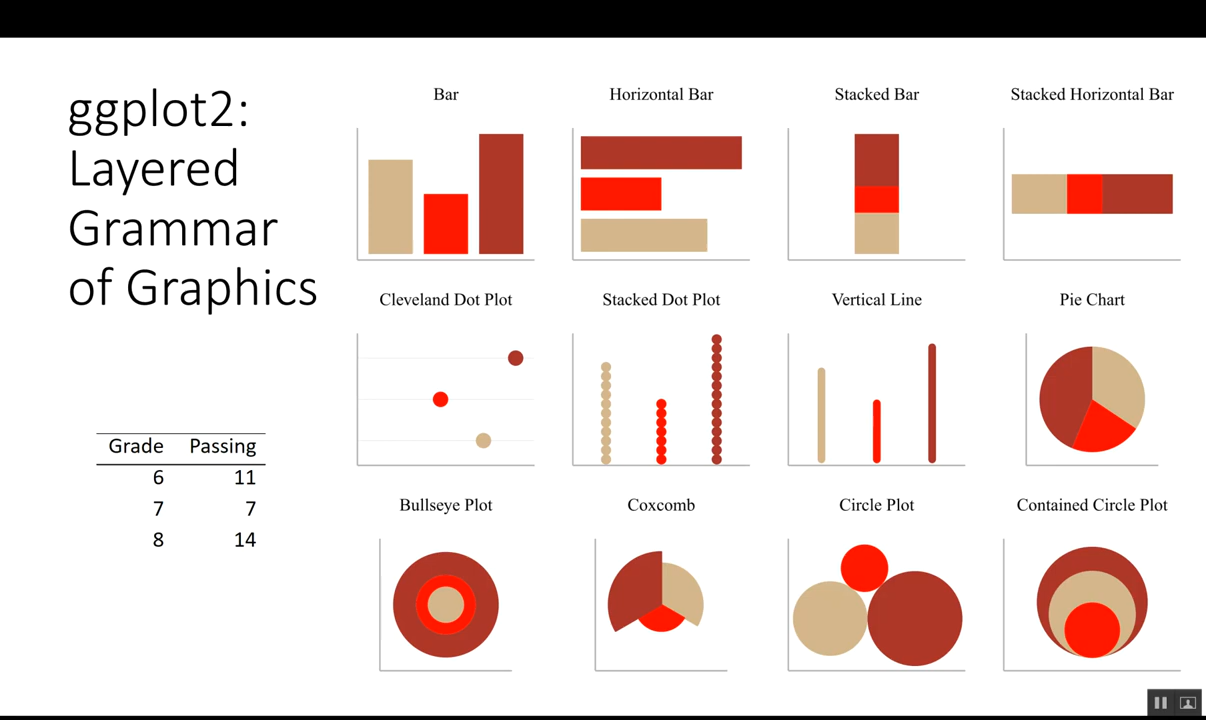 ggplot2:
Layered
Grammar
of Graphics
Grade Passing
6 11
7 7
8 14
Bar Horizontal Bar Stacked Bar Stacked Horizontal Bar
Cleveland Dot Plot Stacked Dot Plot Vertical Line Pie Chart
Bullseye Plot Coxcomb Circle Plot Contained Circle Plot